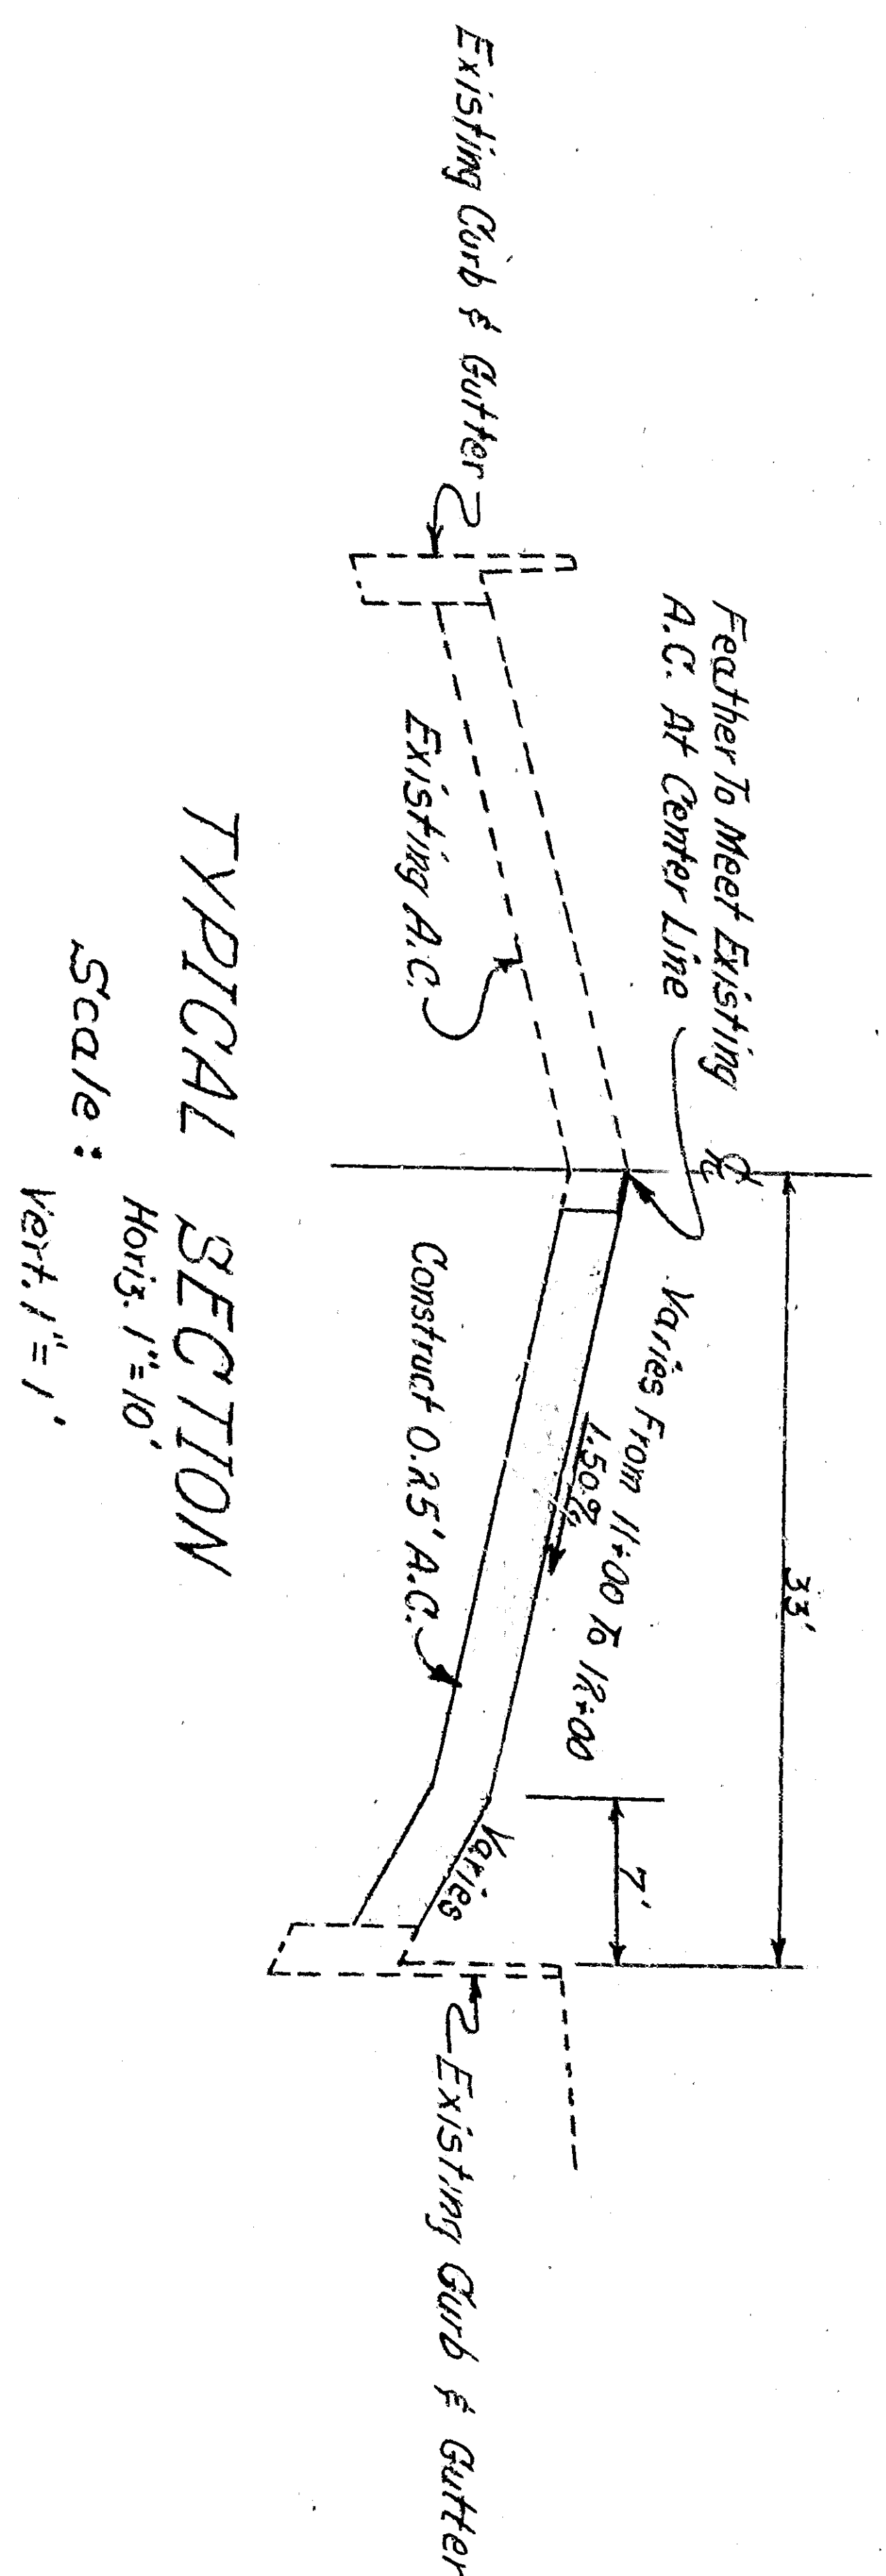 33'
Feather To Meet Existing
A.C. At Center Line
℄
Varies From 11+00 To 12+00
1.50%
7'
Varies
Existing Curb & Gutter
Existing A.C.
Construct 0.25' A.C.
Existing Curb & Gutter
TYPICAL SECTION
Scale:
Horiz. 1"=10'
Vert. 1"=1'